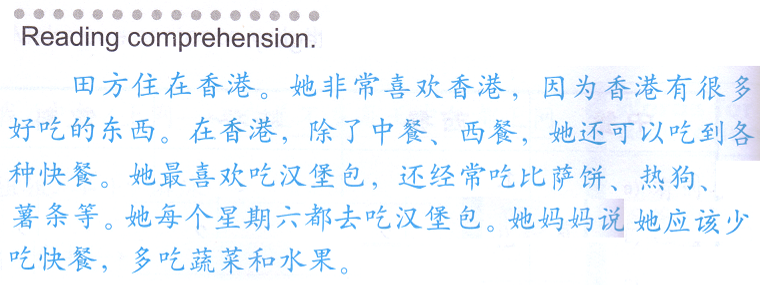 Reading comprehension.
田方住在香港。她非常喜欢香港，因为香港有很多
好吃的东西。在香港，除了中餐、西餐，她还可以吃到各
种快餐。她最喜欢吃汉堡包，还经常吃比萨饼、热狗、
薯条等。她每个星期六都去吃汉堡包。她妈妈说 她应该少
吃快餐，多吃蔬菜和水果。